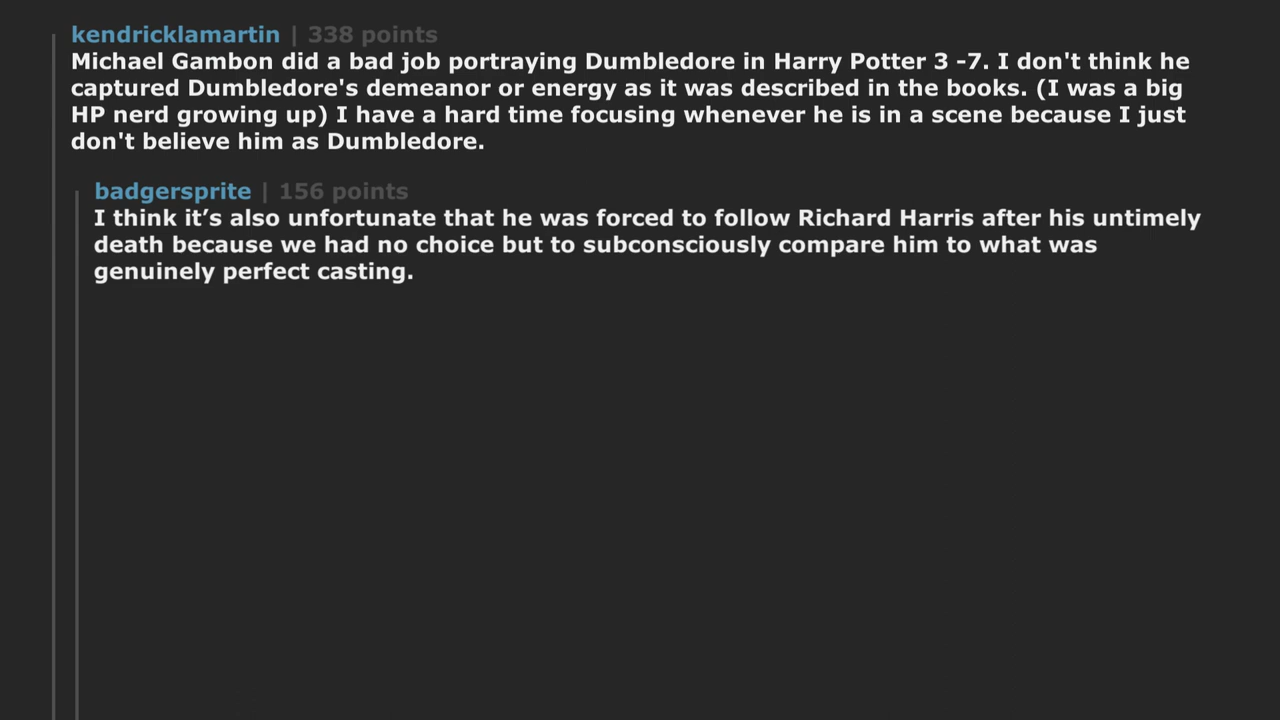 kendricklamartin | 338 points
Michael Gambon did a bad job portraying Dumbledore in Harry Potter 3 -7. I don't think he
captured Dumbledore's demeanor or energy as it was described in the books. (I was a big
HP nerd growing up) I have a hard time focusing whenever he is in a scene because I just
don't believe him as Dumbledore.
badgersprite | 156 points
I think it’s also unfortunate that he was forced to follow Richard Harris after his untimely
death because we had no choice but to subconsciously compare him to what was
genuinely perfect casting.